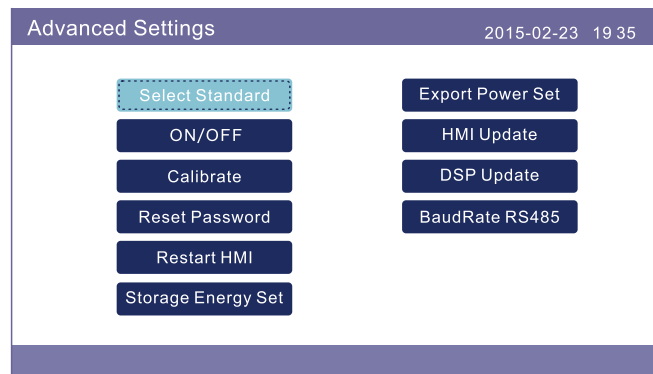 Advanced Settings
2015-02-23 19 35
Select Standard
ON/OFF
Calibrate
Reset Password
Restart HMI
Storage Energy Set
Export Power Set
HMI Update
DSP Update
BaudRate RS485